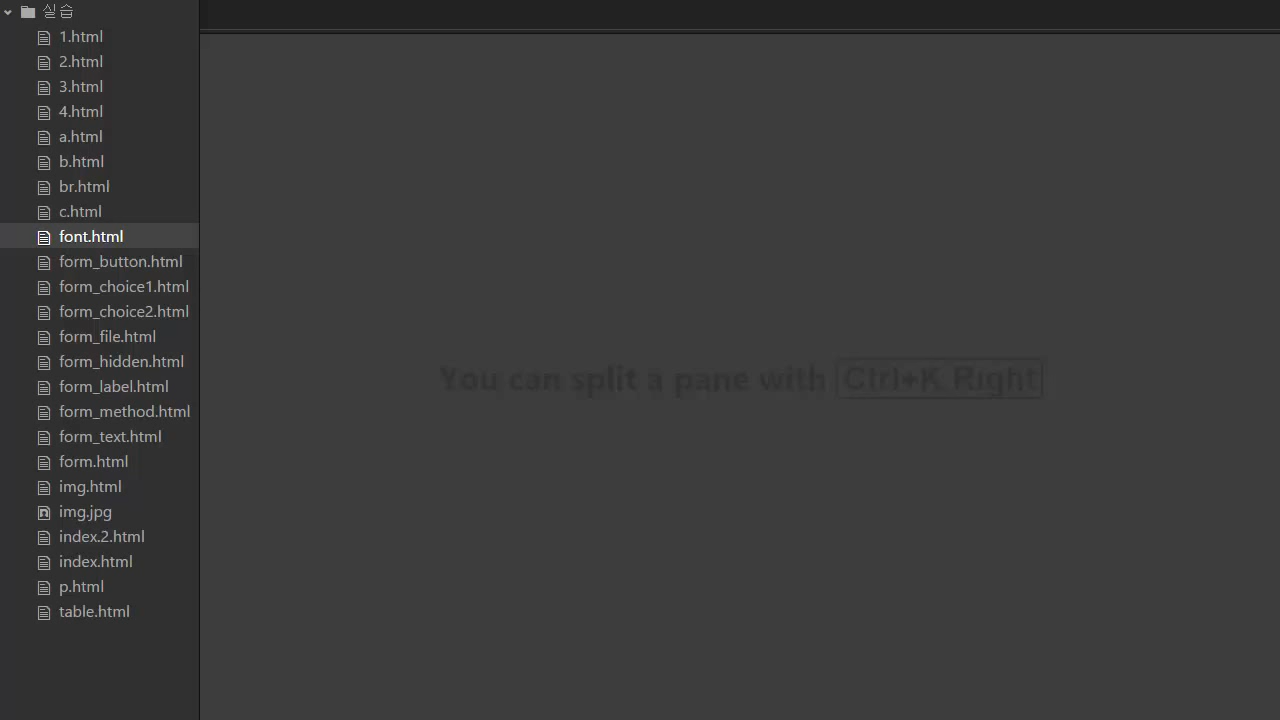 실습
1.html
2.html
3.html
4.html
a.html
b.html
br.html
c.html
font.html
form_button.html
form_choice1.html
form_choice2.html
form_file.html
form_hidden.html
form_label.html
form_method.html
form_text.html
form.html
img.html
img.jpg
index.2.html
index.html
p.html
table.html
You can split a pane with Ctrl+K Right